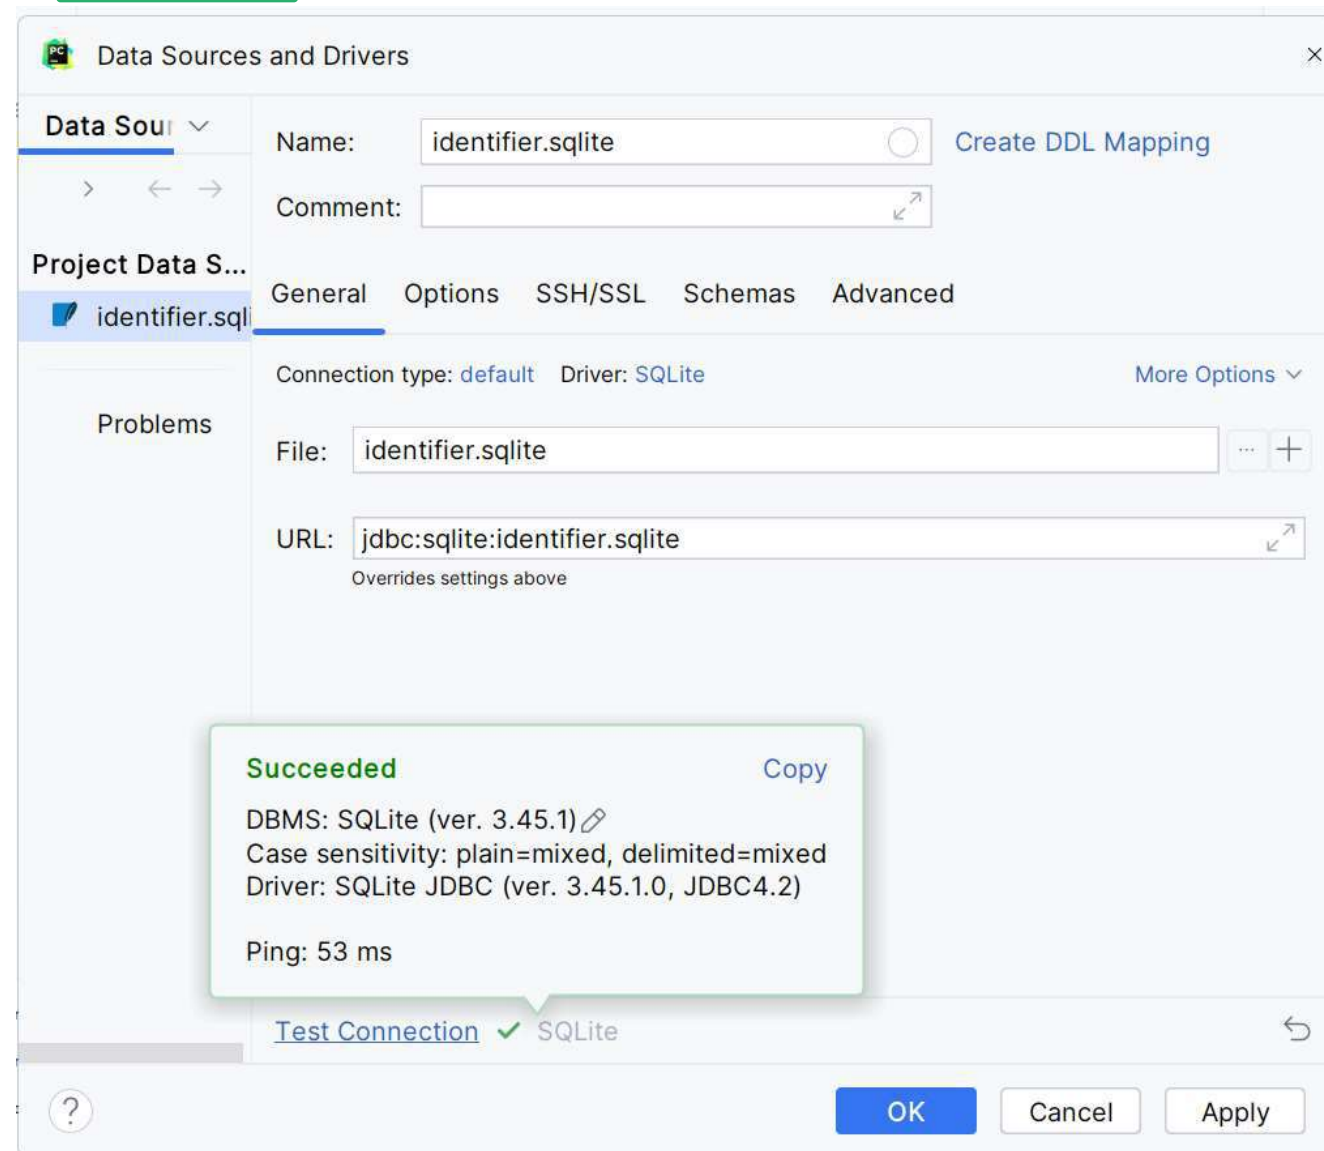 Data Sources and Drivers
Data Sour
Name: identifier.sqlite Create DDL Mapping
Comment:
Project Data S...
identifier.sqli
General Options SSH/SSL Schemas Advanced
Connection type: default Driver: SQLite More Options
Problems
File: identifier.sqlite ...
URL: jdbc:sqlite:identifier.sqlite
Overrides settings above
Succeeded Copy
DBMS: SQLite (ver. 3.45.1)
Case sensitivity: plain=mixed, delimited=mixed
Driver: SQLite JDBC (ver. 3.45.1.0, JDBC4.2)
Ping: 53 ms
Test Connection SQLite
? OK Cancel Apply